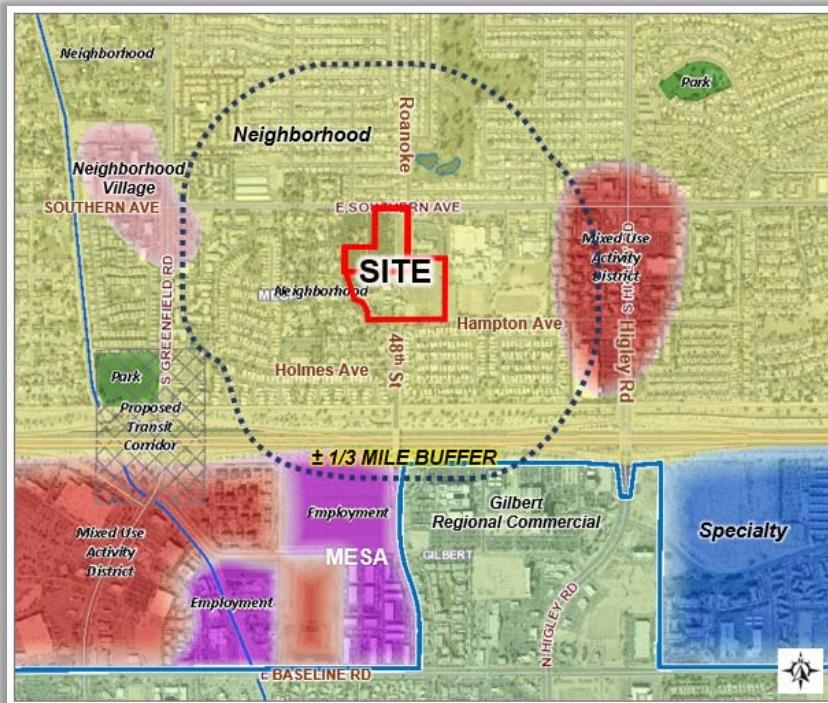 Neighborhood
Park
Roanoke
Neighborhood
Neighborhood
Village
SOUTHERN AVE
E SOUTHERN AVE
Mixed Use
Activity
District
SITE
Neighborhood
S GREENFIELD RD
Hampton Ave
S Higley Rd
48th St
Holmes Ave
Park
Proposed
Transit
Corridor
± 1/3 MILE BUFFER
Gilbert
Regional Commercial
Employment
Specialty
Mixed Use
Activity
District
MESA
GILBERT
Employment
N HIGLEY RD
E BASELINE RD